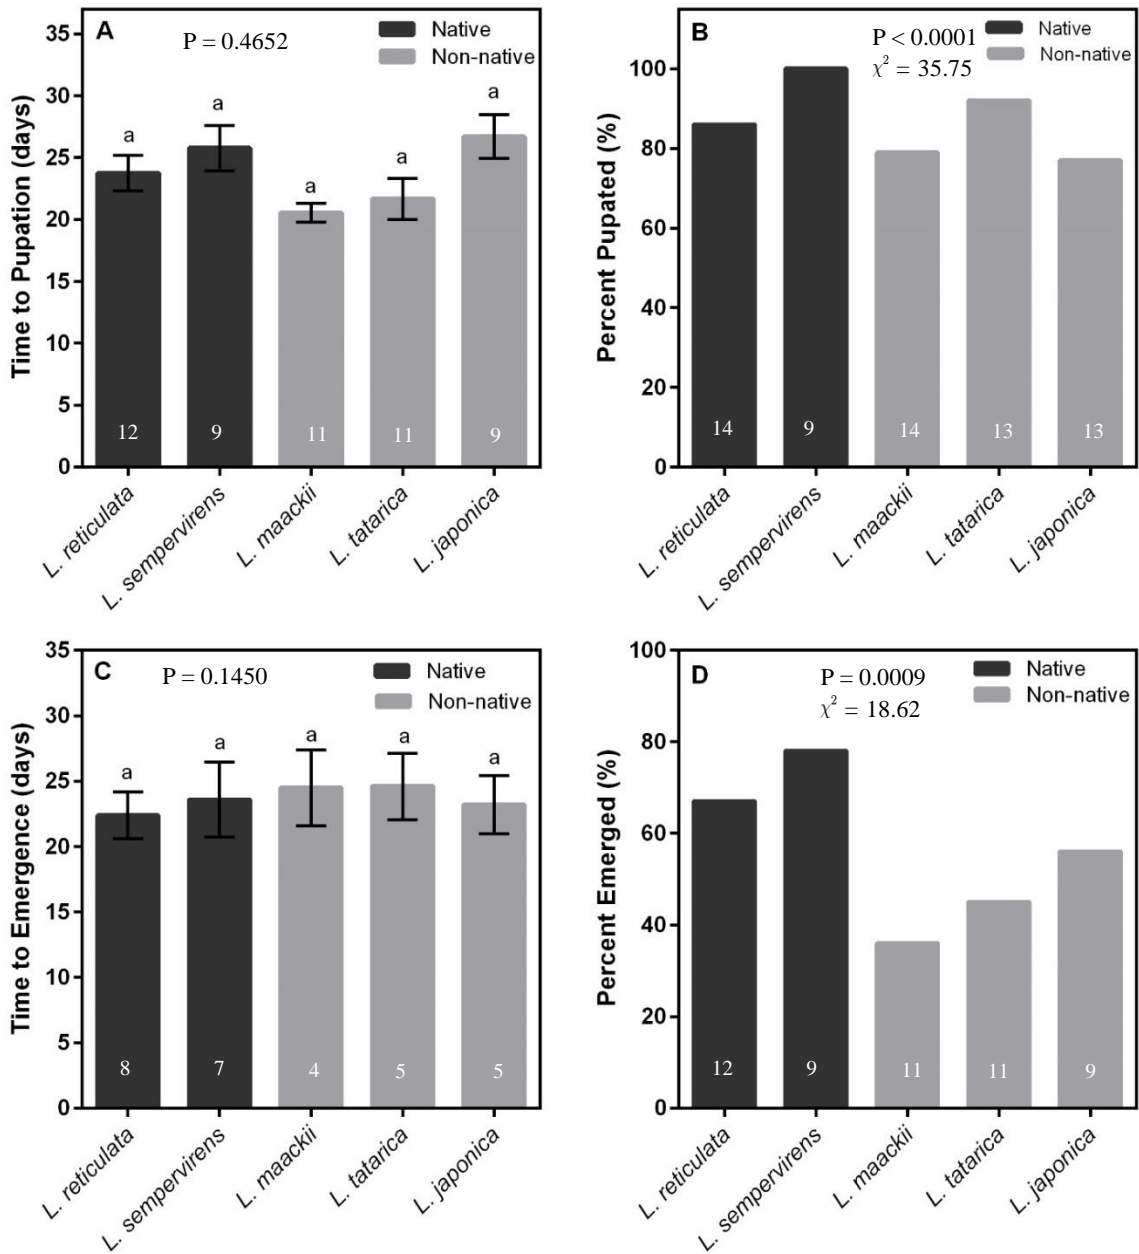 A
P = 0.4652
Native
Non-native
Time to Pupation (days)
35
30
25
20
15
10
5
0
a
a
a
a
a
12
9
11
11
9
L. reticulata
L. sempervirens
L. maackii
L. tatarica
L. japonica
B
P < 0.0001
χ² = 35.75
Native
Non-native
Percent Pupated (%)
100
80
60
40
20
0
14
9
14
13
13
L. reticulata
L. sempervirens
L. maackii
L. tatarica
L. japonica
C
P = 0.1450
Native
Non-native
Time to Emergence (days)
35
30
25
20
15
10
5
0
a
a
a
a
a
8
7
4
5
5
L. reticulata
L. sempervirens
L. maackii
L. tatarica
L. japonica
D
P = 0.0009
χ² = 18.62
Native
Non-native
Percent Emerged (%)
100
80
60
40
20
0
12
9
11
11
9
L. reticulata
L. sempervirens
L. maackii
L. tatarica
L. japonica